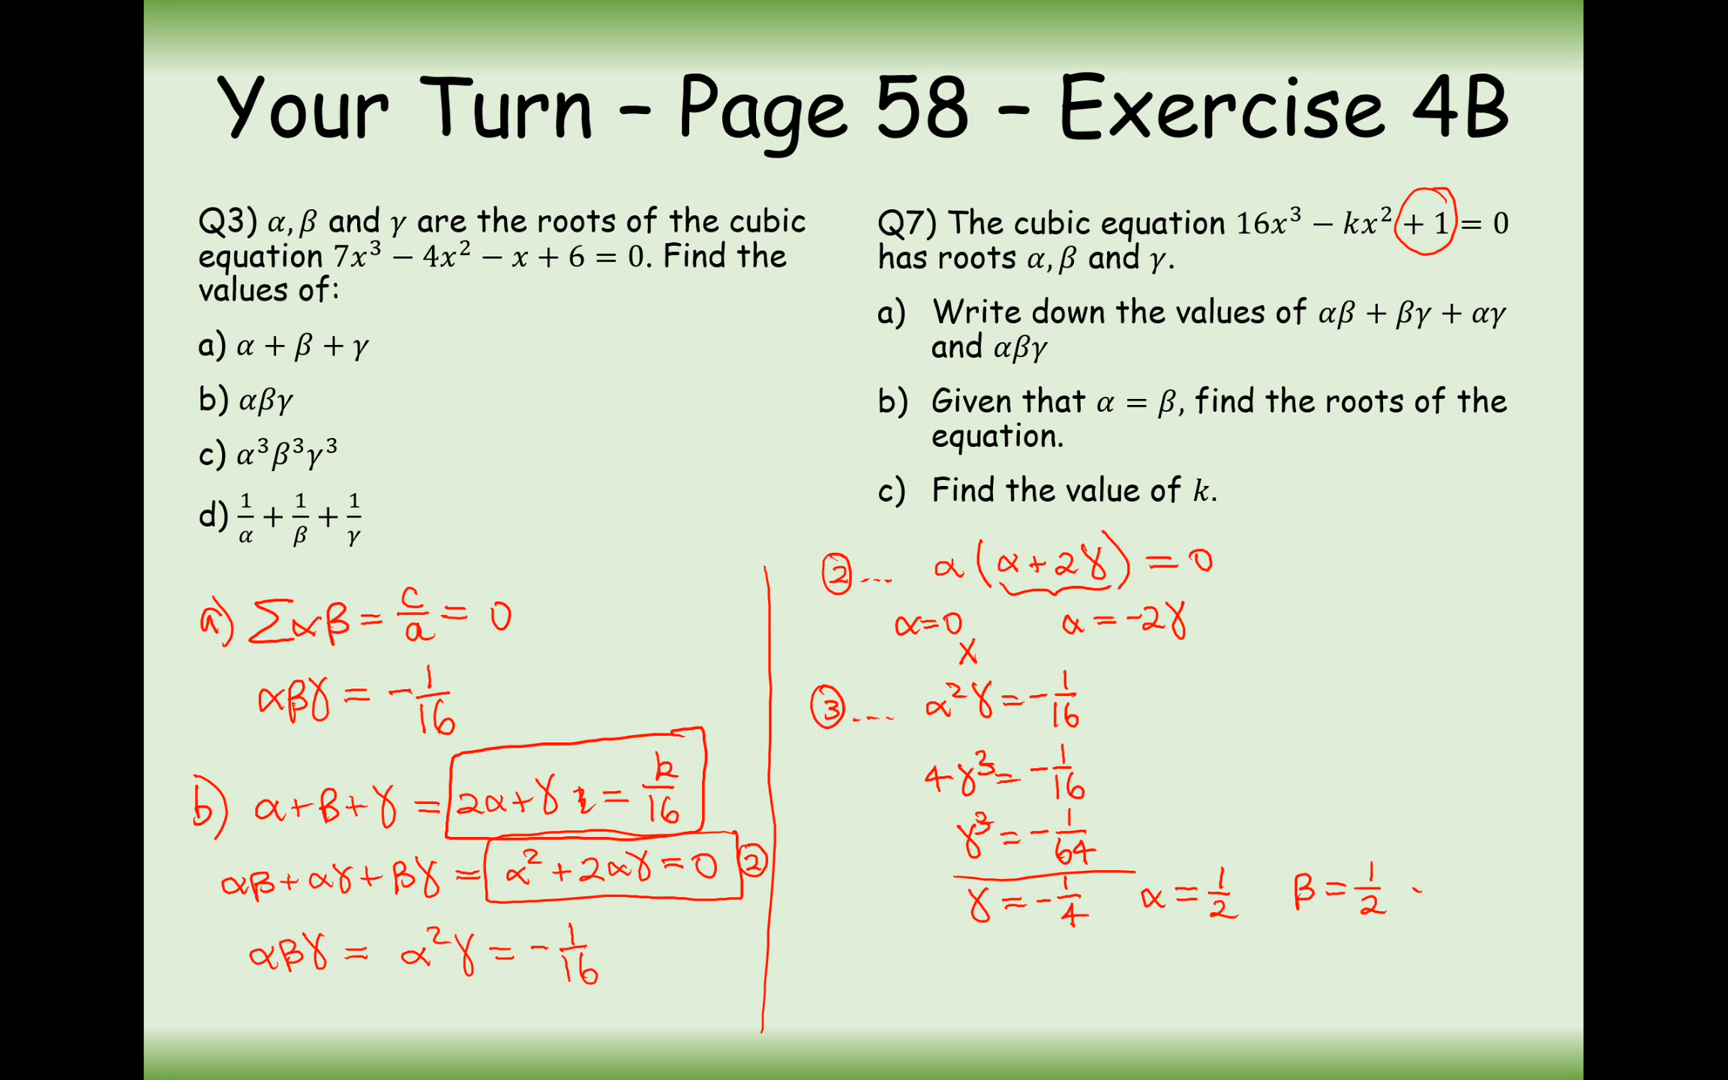 Your Turn – Page 58 – Exercise 4B
Q3) α, β and γ are the roots of the cubic
equation 7x³ − 4x² − x + 6 = 0. Find the
values of:
a) α + β + γ
b) αβγ
c) α³β³γ³
d) 1/α + 1/β + 1/γ
Q7) The cubic equation 16x³ − kx² + 1 = 0
has roots α, β and γ.
a) Write down the values of αβ + βγ + αγ
and αβγ
b) Given that α = β, find the roots of the
equation.
c) Find the value of k.
a) ∑αβ = c/a = 0
αβγ = -1/16
b) α+β+γ = 2α+γ = k/16
αβ+αγ+βγ = α²+2αγ=0 ②
αβγ = α²γ = -1/16
②... α(α+2γ) = 0
α=0 α=-2γ
X
③... α²γ = -1/16
4γ³ = -1/16
γ³ = -1/64
γ = -1/4 α = 1/2 β = 1/2